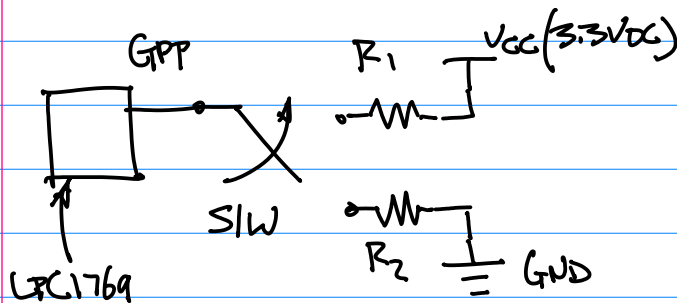 GPP
R1
VCC(3.3VDC)
S/W
R2
GND
LPC1769